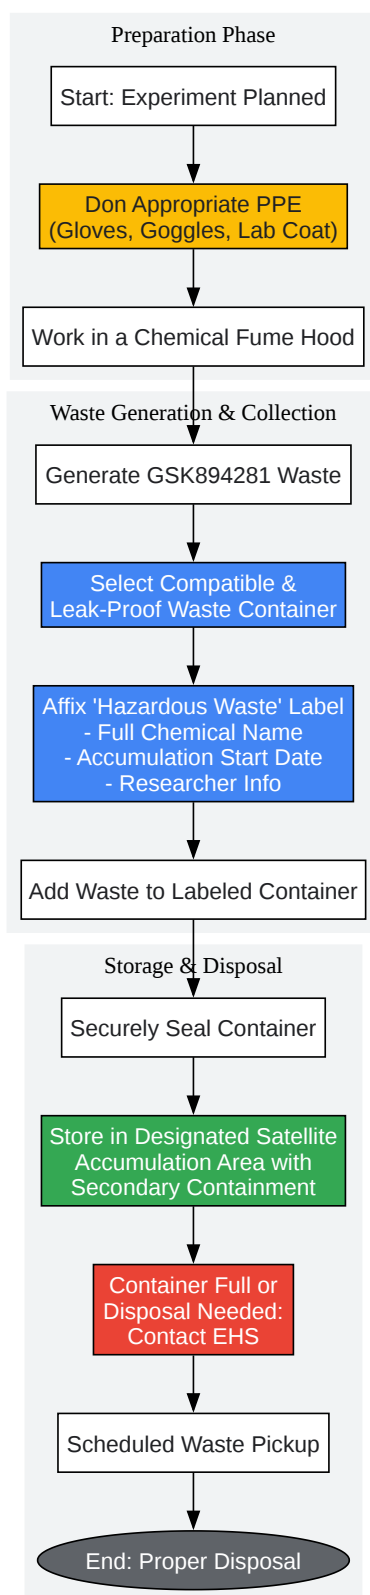 Preparation Phase
Start: Experiment Planned
Don Appropriate PPE
(Gloves, Goggles, Lab Coat)
Work in a Chemical Fume Hood
Waste Generation & Collection
Generate GSK894281 Waste
Select Compatible &
Leak-Proof Waste Container
Affix 'Hazardous Waste' Label
- Full Chemical Name
- Accumulation Start Date
- Researcher Info
Add Waste to Labeled Container
Storage & Disposal
Securely Seal Container
Store in Designated Satellite
Accumulation Area with
Secondary Containment
Container Full or
Disposal Needed:
Contact EHS
Scheduled Waste Pickup
End: Proper Disposal